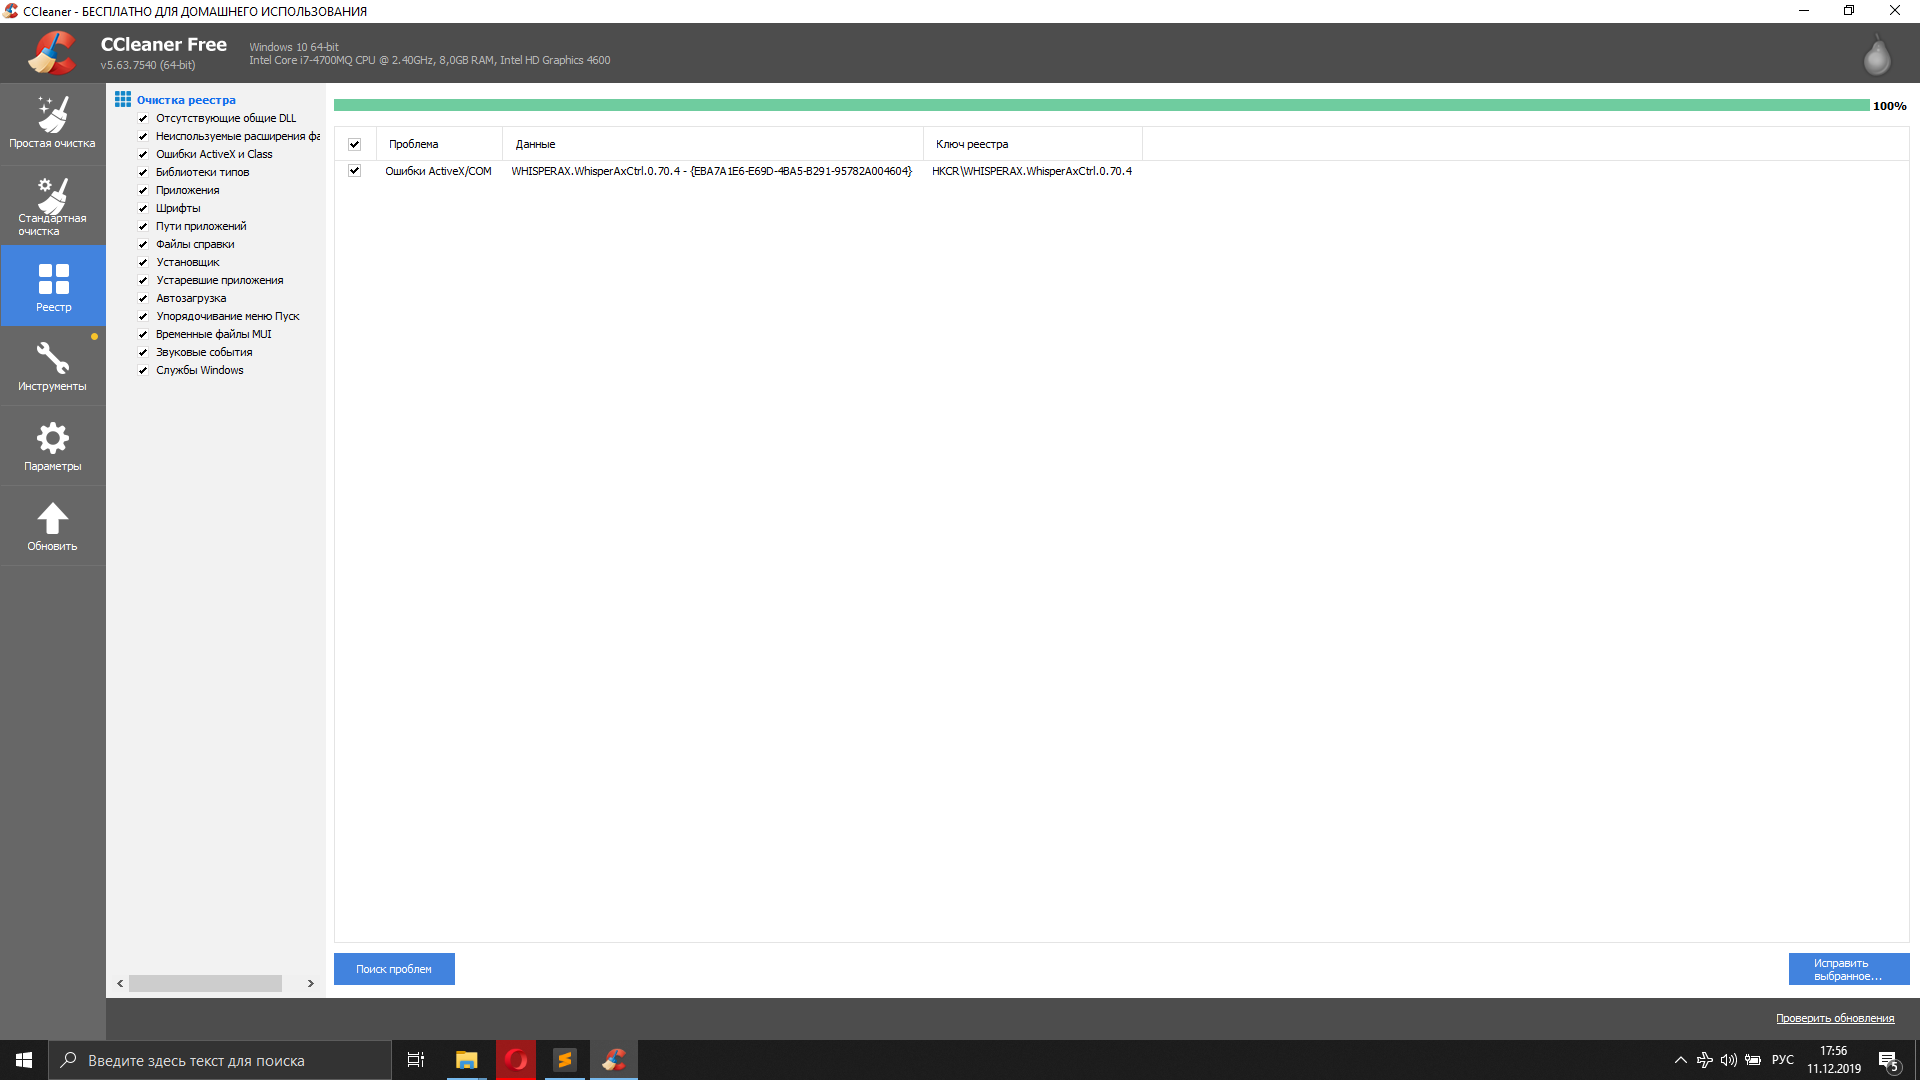 CCleaner - БЕСПЛАТНО ДЛЯ ДОМАШНЕГО ИСПОЛЬЗОВАНИЯ
CCleaner Free
v5.63.7540 (64-bit)
Windows 10 64-bit
Intel Core i7-4700MQ CPU @ 2.40GHz, 8,0GB RAM, Intel HD Graphics 4600
Простая очистка
Стандартная
очистка
Реестр
Инструменты
Параметры
Обновить
Очистка реестра
Отсутствующие общие DLL
Неиспользуемые расширения фа
Ошибки ActiveX и Class
Библиотеки типов
Приложения
Шрифты
Пути приложений
Файлы справки
Установщик
Устаревшие приложения
Автозагрузка
Упорядочивание меню Пуск
Временные файлы MUI
Звуковые события
Службы Windows
100%
Проблема Данные Ключ реестра
Ошибки ActiveX/COM WHISPERAX.WhisperAxCtrl.0.70.4 - {EBA7A1E6-E69D-4BA5-B291-95782A004604} HKCR\WHISPERAX.WhisperAxCtrl.0.70.4
Поиск проблем
Исправить
выбранное...
Проверить обновления
Введите здесь текст для поиска
РУС
17:56
11.12.2019
5